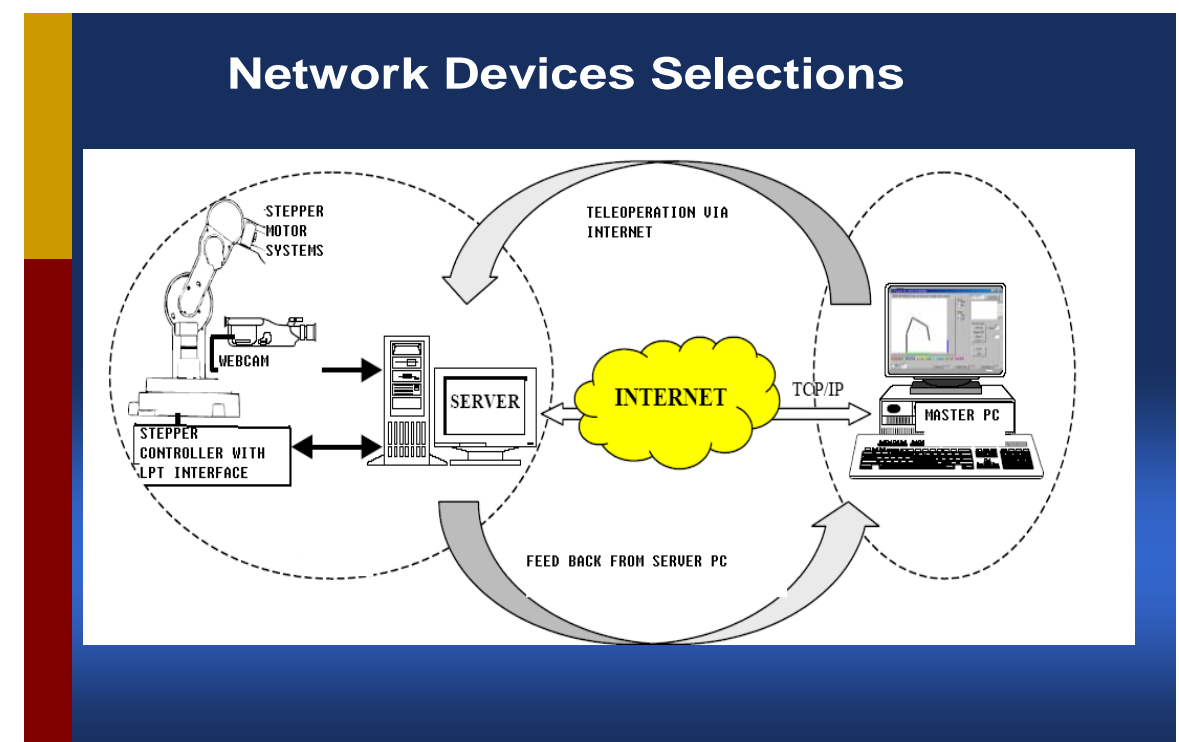 Network Devices Selections
STEPPER
MOTOR
SYSTEMS
WEBCAM
STEPPER
CONTROLLER WITH
LPT INTERFACE
SERVER
TELEOPERATION VIA
INTERNET
INTERNET
TCP/IP
MASTER PC
FEED BACK FROM SERVER PC